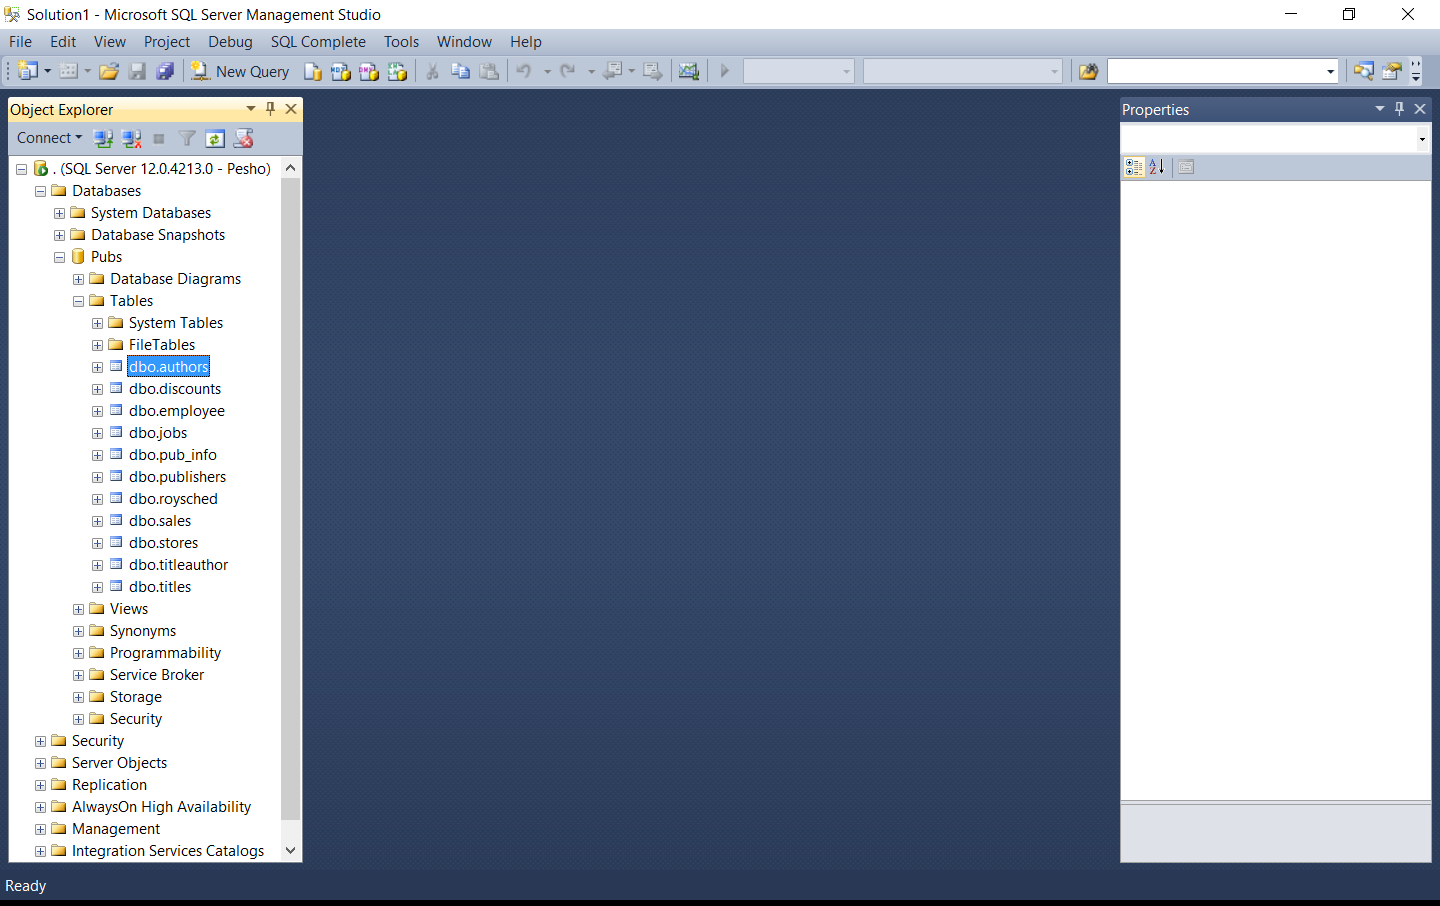 Solution1 - Microsoft SQL Server Management Studio
File Edit View Project Debug SQL Complete Tools Window Help
New Query
Object Explorer
Connect
. (SQL Server 12.0.4213.0 - Pesho)
Databases
System Databases
Database Snapshots
Pubs
Database Diagrams
Tables
System Tables
FileTables
dbo.authors
dbo.discounts
dbo.employee
dbo.jobs
dbo.pub_info
dbo.publishers
dbo.roysched
dbo.sales
dbo.stores
dbo.titleauthor
dbo.titles
Views
Synonyms
Programmability
Service Broker
Storage
Security
Security
Server Objects
Replication
AlwaysOn High Availability
Management
Integration Services Catalogs
Properties
Ready